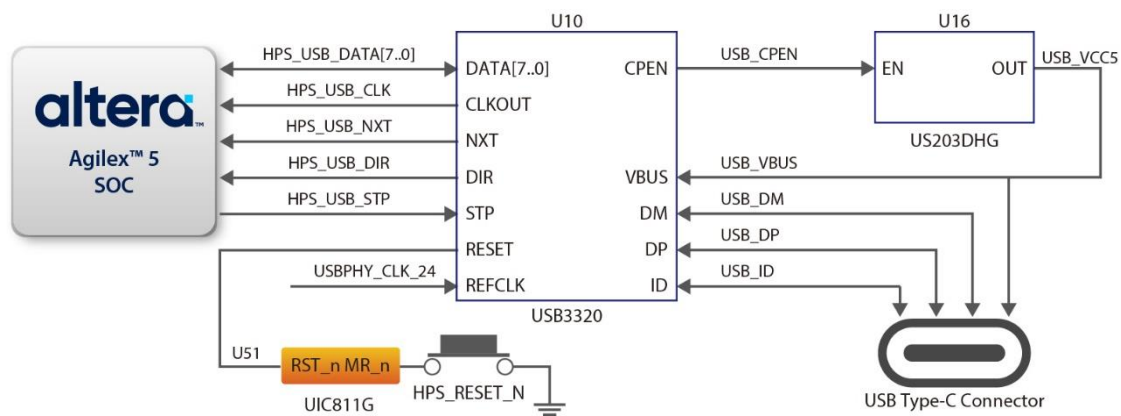 U10
U16
HPS_USB_DATA[7..0]
DATA[7..0]
CPEN
USB_CPEN
EN
OUT
USB_VCC5
HPS_USB_CLK
CLKOUT
altera™
HPS_USB_NXT
NXT
US203DHG
Agilex™ 5
SOC
HPS_USB_DIR
DIR
VBUS
USB_VBUS
HPS_USB_STP
STP
DM
USB_DM
RESET
DP
USB_DP
USBPHY_CLK_24
REFCLK
ID
USB_ID
USB3320
U51
RST_n MR_n
HPS_RESET_N
UIC811G
USB Type-C Connector